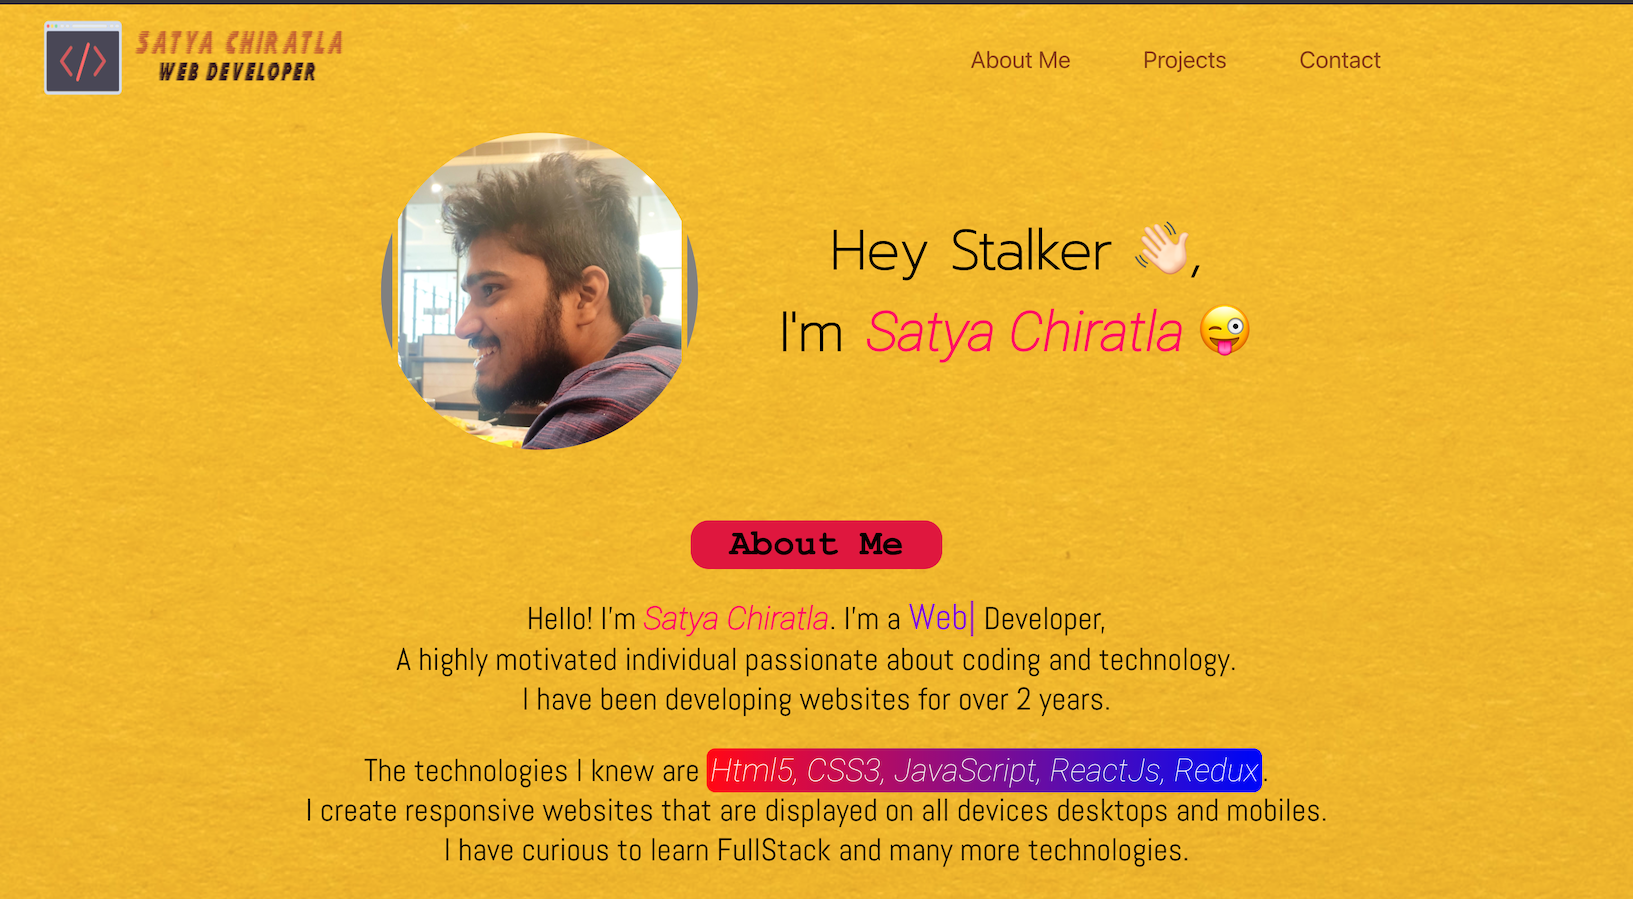 </>
SATYA CHIRATLA
WEB DEVELOPER
About Me
Projects
Contact
Hey Stalker 👋🏻,
I'm Satya Chiratla 😜
About Me
Hello! I'm Satya Chiratla. I'm a Web| Developer,
A highly motivated individual passionate about coding and technology.
I have been developing websites for over 2 years.
The technologies I knew are Html5, CSS3, JavaScript, ReactJs, Redux.
I create responsive websites that are displayed on all devices desktops and mobiles.
I have curious to learn FullStack and many more technologies.